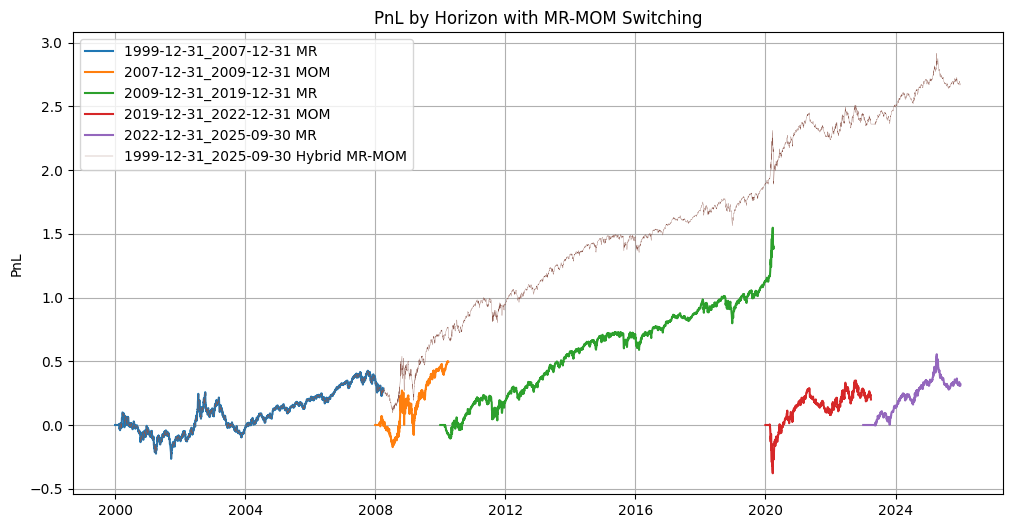 PnL by Horizon with MR-MOM Switching
1999-12-31_2007-12-31 MR
2007-12-31_2009-12-31 MOM
2009-12-31_2019-12-31 MR
2019-12-31_2022-12-31 MOM
2022-12-31_2025-09-30 MR
1999-12-31_2025-09-30 Hybrid MR-MOM
PnL
3.0
2.5
2.0
1.5
1.0
0.5
0.0
−0.5
2000 2004 2008 2012 2016 2020 2024